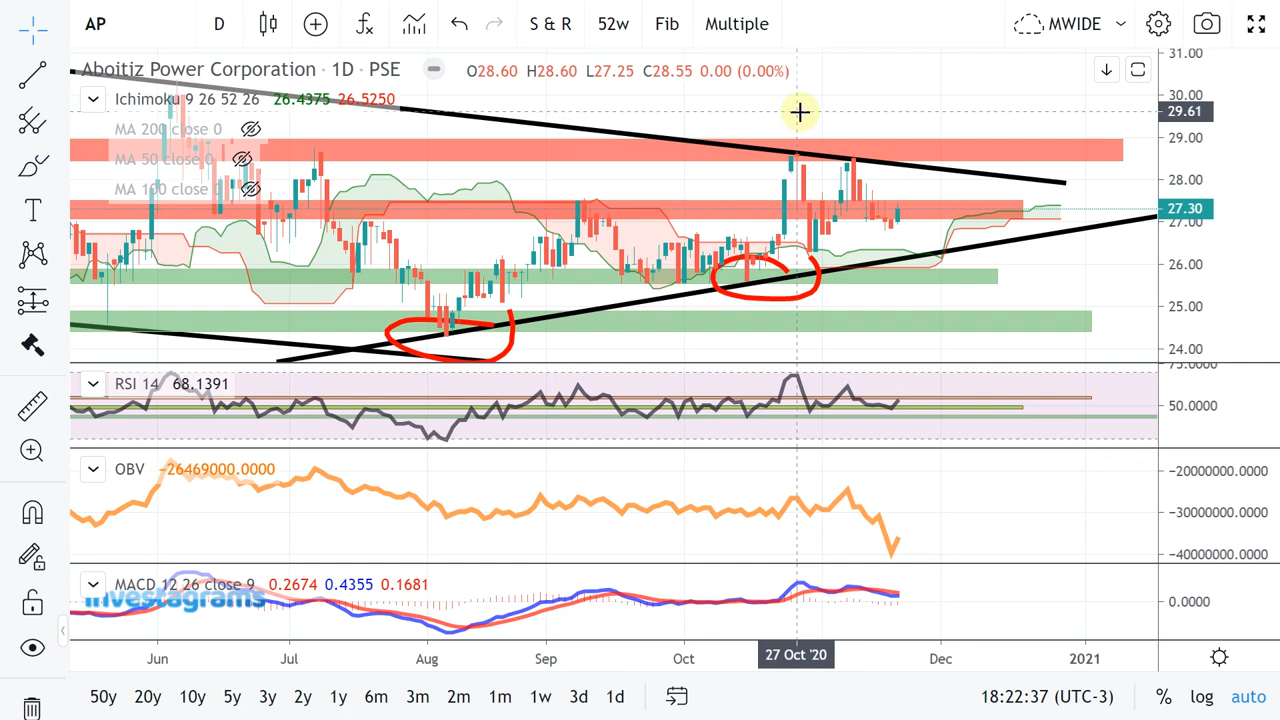 AP D S & R 52w Fib Multiple MWIDE
Aboitiz Power Corporation · 1D · PSE O28.60 H28.60 L27.25 C28.55 0.00 (0.00%)
Ichimoku 9 26 52 26 26.4375 26.5250
MA 200 close 0
MA 50 close 0
MA 100 close 0
31.00
30.00
29.61
29.00
28.00
27.30
27.00
26.00
25.00
24.00
RSI 14 68.1391
75.0000
50.0000
OBV −26469000.0000
−20000000.0000
−30000000.0000
−40000000.0000
MACD 12 26 close 9 0.2674 0.4355 0.1681
Investagrams
0.0000
Jun Jul Aug Sep Oct 27 Oct '20 Dec 2021
50y 20y 10y 5y 3y 2y 1y 6m 3m 2m 1m 1w 3d 1d 18:22:37 (UTC-3) % log auto